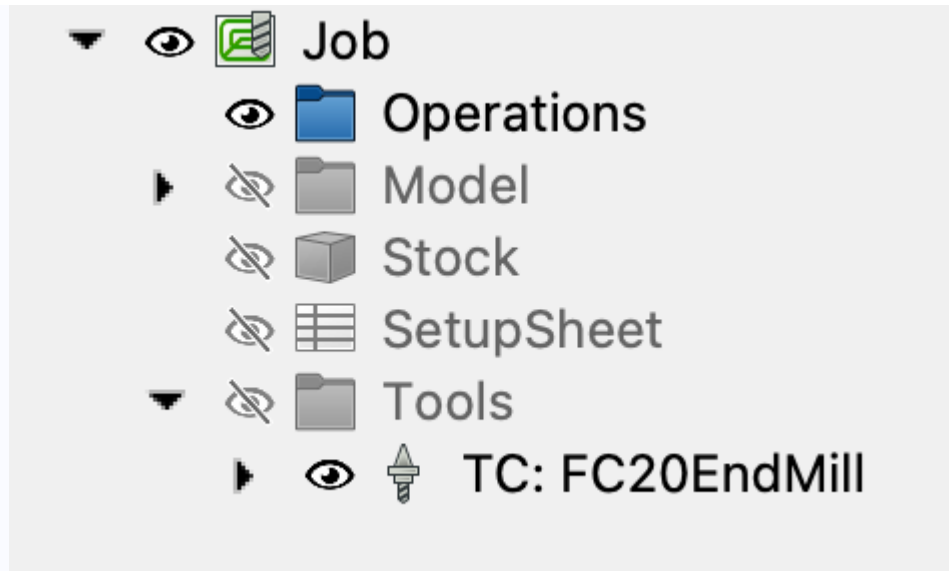 Job
Operations
Model
Stock
SetupSheet
Tools
TC: FC20EndMill